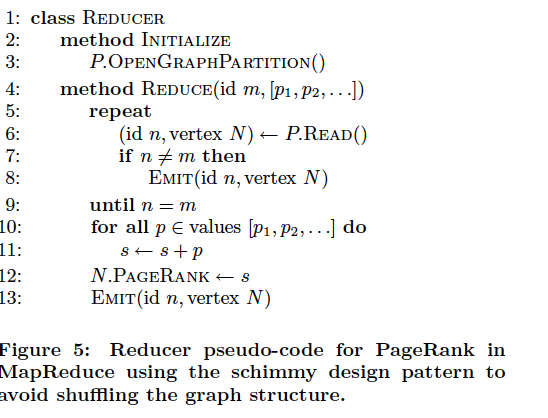 1: class REDUCER
2: method INITIALIZE
3: P.OPENGRAPHPARTITION()
4: method REDUCE(id m, [p₁, p₂, . . .])
5: repeat
6: (id n, vertex N) ← P.READ()
7: if n ≠ m then
8: EMIT(id n, vertex N)
9: until n = m
10: for all p ∈ values [p₁, p₂, . . .] do
11: s ← s + p
12: N.PAGERANK ← s
13: EMIT(id n, vertex N)
Figure 5: Reducer pseudo-code for PageRank in
MapReduce using the schimmy design pattern to
avoid shuffling the graph structure.